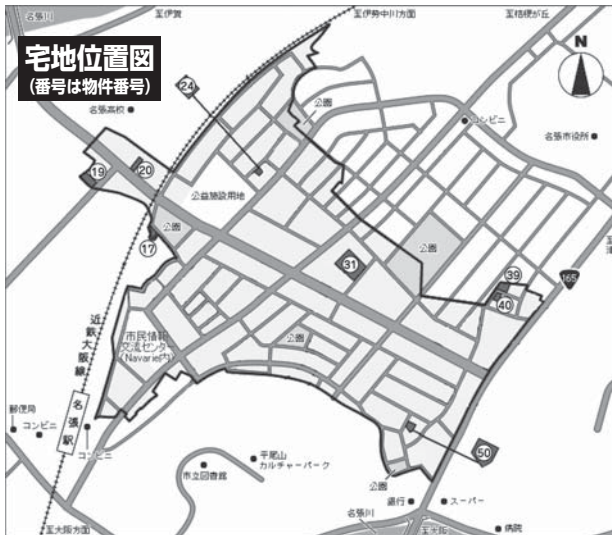 名張川
至伊賀
至伊勢中川方面
至桔梗が丘
宅地位置図
(番号は物件番号)
N
24
公園
コンビニ
名張高校
名張市役所
19
20
公益施設用地
公園
17
公園
31
39
165
40
至津
近鉄大阪線
市民情報
交流センター
(Navarie内)
公園
名張駅
郵便局
コンビニ
コンビニ
平尾山
カルチャーパーク
市立図書館
50
公園
銀行
スーパー
名張川
至大阪方面
至大阪
病院